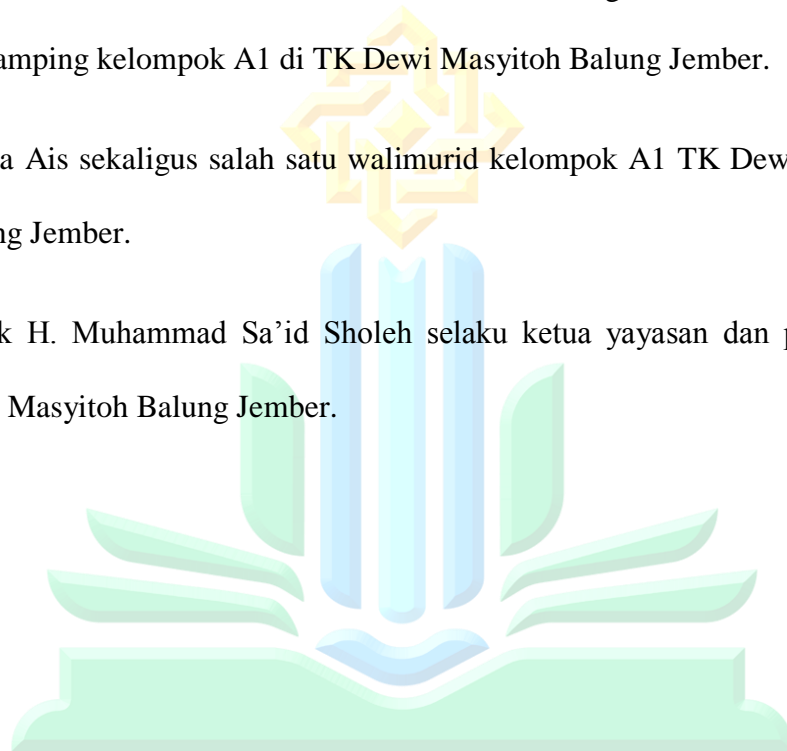 amping kelompok A1 di TK Dewi Masyitoh Balung Jember.
a Ais sekaligus salah satu walimurid kelompok A1 TK Dew
ng Jember.
k H. Muhammad Sa’id Sholeh selaku ketua yayasan dan p
Masyitoh Balung Jember.